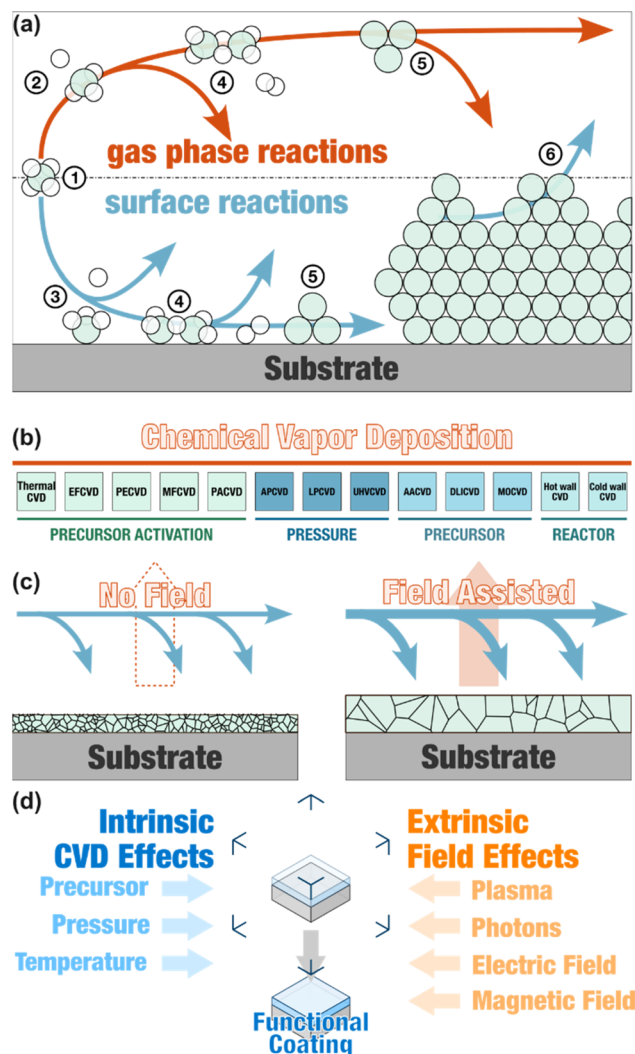 (a)
②
④
⑤
gas phase reactions
①
⑥
surface reactions
③
④
⑤
Substrate
(b)
Chemical Vapor Deposition
Thermal CVD
EFCVD
PECVD
MFCVD
PACVD
APCVD
LPCVD
UHVCVD
AACVD
DLICVD
MOCVD
Hot wall CVD
Cold wall CVD
PRECURSOR ACTIVATION
PRESSURE
PRECURSOR
REACTOR
(c)
No Field
Substrate
Field Assisted
Substrate
(d)
Intrinsic
CVD Effects
Precursor
Pressure
Temperature
Extrinsic
Field Effects
Plasma
Photons
Electric Field
Magnetic Field
Functional
Coating